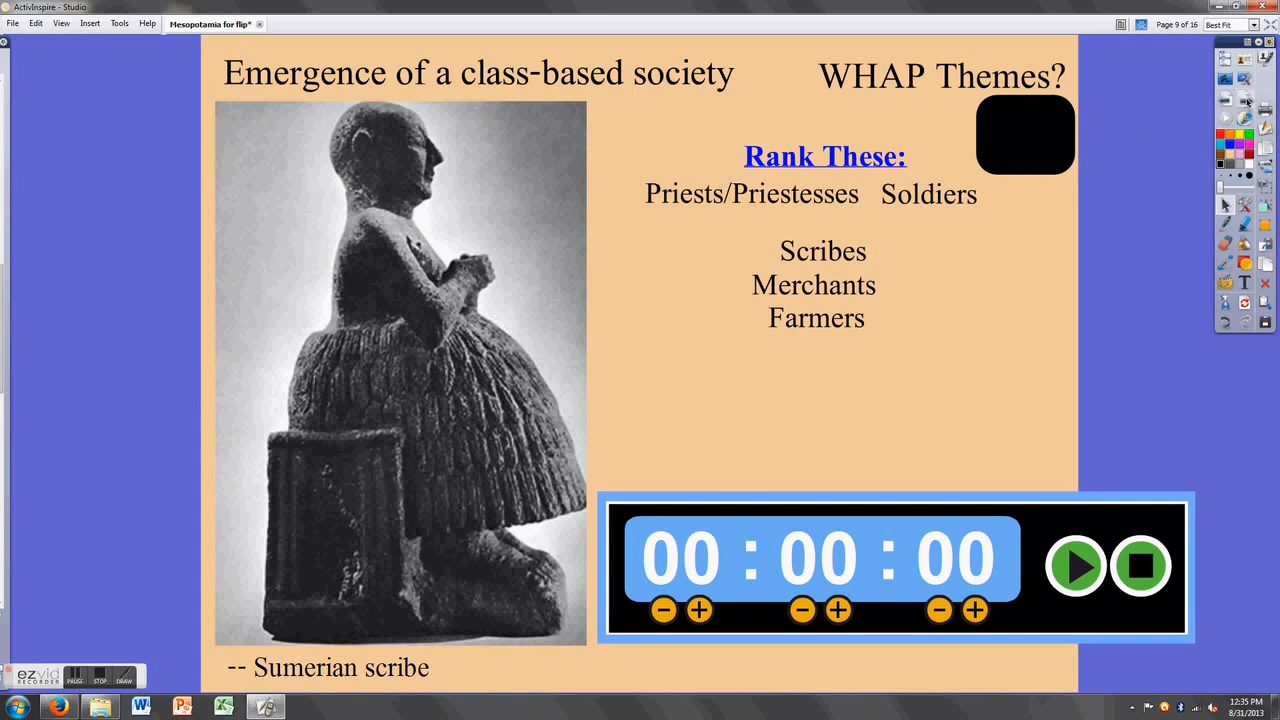 ActivInspire - Studio
File Edit View Insert Tools Help
Mesopotamia for flip*
Page 9 of 16
Best Fit
Emergence of a class-based society
WHAP Themes?
Rank These:
Priests/Priestesses Soldiers
Scribes
Merchants
Farmers
00 : 00 : 00
-- Sumerian scribe
ezvid
RECORDER
PAUSE STOP DRAW
12:35 PM
8/31/2013